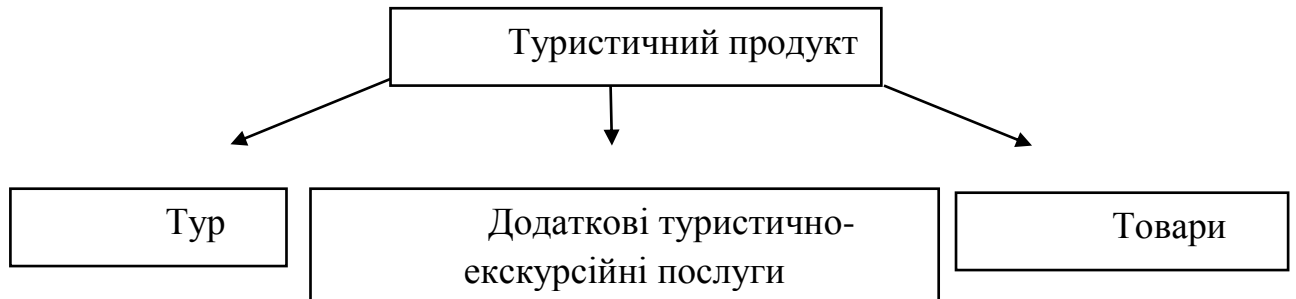 Туристичний продукт
Тур
Додаткові туристично-
екскурсійні послуги
Товари